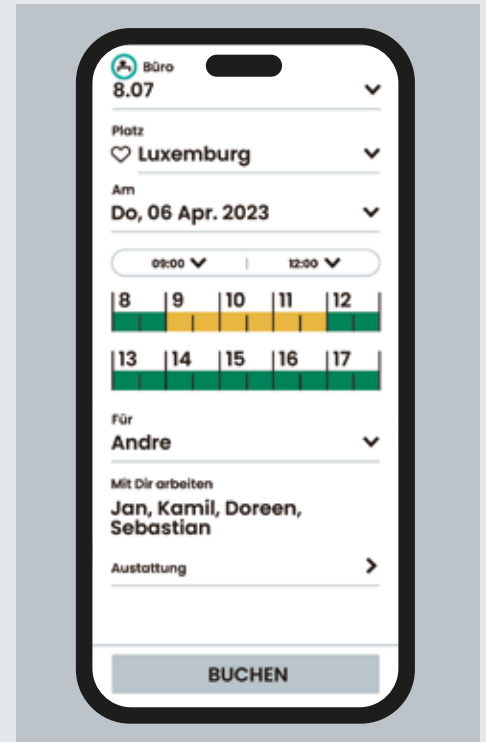 Büro
8.07
Platz
Luxemburg
Am
Do, 06 Apr. 2023
09:00 | 12:00
8 9 10 11 12
13 14 15 16 17
Für
Andre
Mit Dir arbeiten
Jan, Kamil, Doreen,
Sebastian
Austattung
BUCHEN